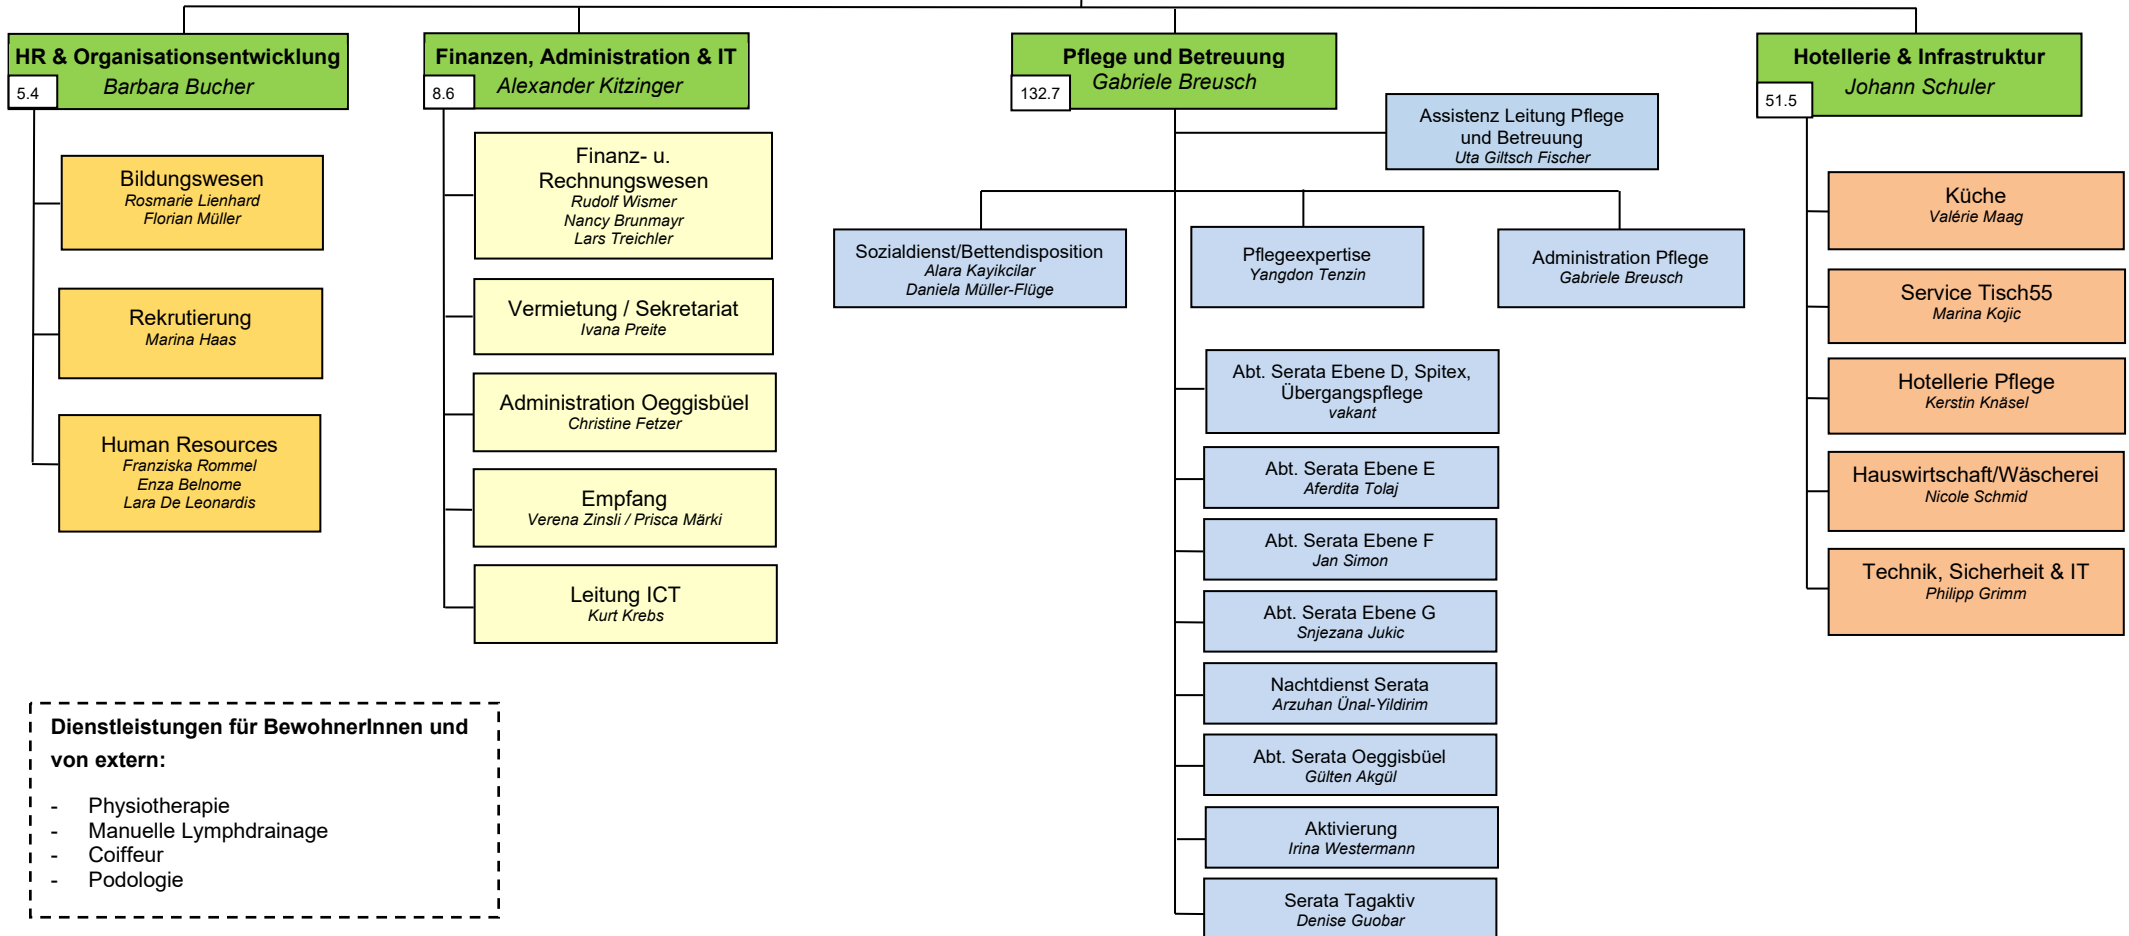 HR & Organisationsentwicklung
Barbara Bucher
5.4
Bildungswesen
Rosmarie Lienhard
Florian Müller
Rekrutierung
Marina Haas
Human Resources
Franziska Rommel
Enza Belnome
Lara De Leonardis
Finanzen, Administration & IT
Alexander Kitzinger
8.6
Finanz- u.
Rechnungswesen
Rudolf Wismer
Nancy Brunmayr
Lars Treichler
Vermietung / Sekretariat
Ivana Preite
Administration Oeggisbüel
Christine Fetzer
Empfang
Verena Zinsli / Prisca Märki
Leitung ICT
Kurt Krebs
Pflege und Betreuung
Gabriele Breusch
132.7
Assistenz Leitung Pflege
und Betreuung
Uta Giltsch Fischer
Sozialdienst/Bettendisposition
Alara Kayikcilar
Daniela Müller-Flüge
Pflegeexpertise
Yangdon Tenzin
Administration Pflege
Gabriele Breusch
Abt. Serata Ebene D, Spitex,
Übergangspflege
vakant
Abt. Serata Ebene E
Aferdita Tolaj
Abt. Serata Ebene F
Jan Simon
Abt. Serata Ebene G
Snjezana Jukic
Nachtdienst Serata
Arzuhan Ünal-Yildirim
Abt. Serata Oeggisbüel
Gülten Akgül
Aktivierung
Irina Westermann
Serata Tagaktiv
Denise Guobar
Hotellerie & Infrastruktur
Johann Schuler
51.5
Küche
Valérie Maag
Service Tisch55
Marina Kojic
Hotellerie Pflege
Kerstin Knäsel
Hauswirtschaft/Wäscherei
Nicole Schmid
Technik, Sicherheit & IT
Philipp Grimm
Dienstleistungen für BewohnerInnen und
von extern:
- Physiotherapie
- Manuelle Lymphdrainage
- Coiffeur
- Podologie